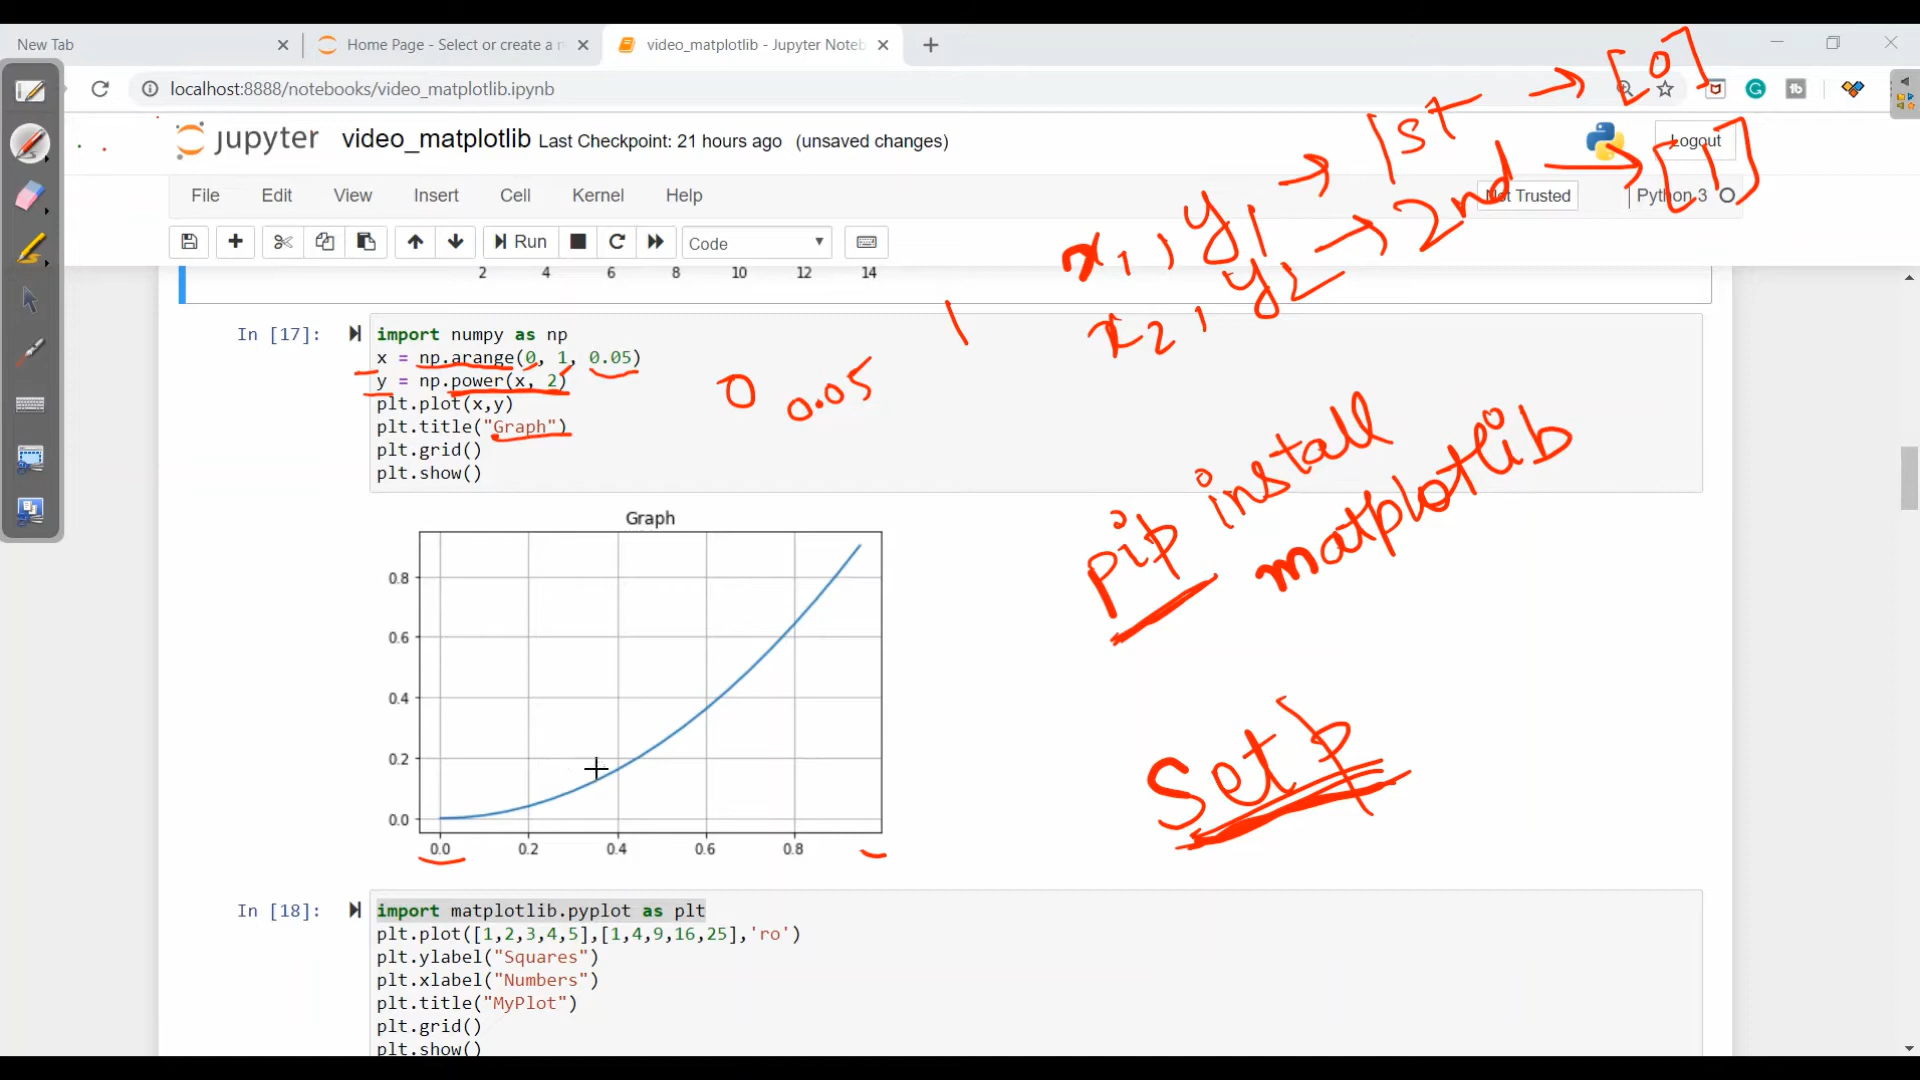 New Tab
Home Page - Select or create a n
video_matplotlib - Jupyter Noteb
localhost:8888/notebooks/video_matplotlib.ipynb
jupyter video_matplotlib Last Checkpoint: 21 hours ago (unsaved changes)
Logout
File Edit View Insert Cell Kernel Help
Not Trusted
Python 3
Run
Code
x1, y1 → 1st → [0]
x2, y2 → 2nd → [1]
2 4 6 8 10 12 14
In [17]:
import numpy as np
x = np.arange(0, 1, 0.05)
y = np.power(x, 2)
plt.plot(x,y)
plt.title("Graph")
plt.grid()
plt.show()
0 0.05 1
pip install
matplotlib
Graph
0.8
0.6
0.4
0.2
0.0
0.0 0.2 0.4 0.6 0.8
In [18]:
import matplotlib.pyplot as plt
plt.plot([1,2,3,4,5],[1,4,9,16,25],'ro')
plt.ylabel("Squares")
plt.xlabel("Numbers")
plt.title("MyPlot")
plt.grid()
plt.show()